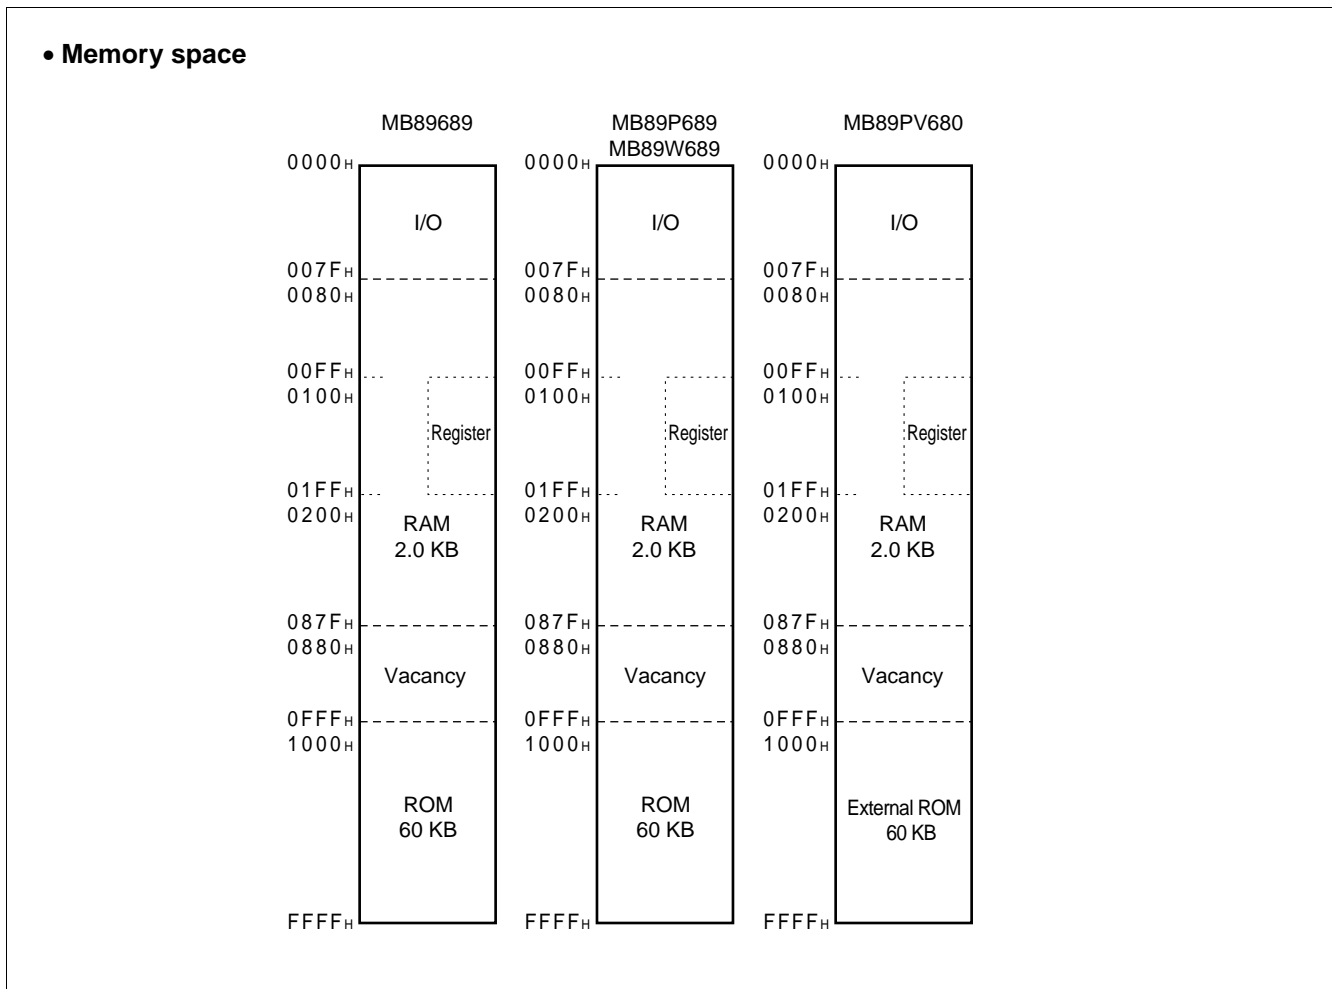 • Memory space
MB89689
0000H
I/O
007FH
0080H
00FFH
0100H
Register
01FFH
0200H
RAM
2.0 KB
087FH
0880H
Vacancy
0FFFH
1000H
ROM
60 KB
FFFFH
MB89P689
MB89W689
0000H
I/O
007FH
0080H
00FFH
0100H
Register
01FFH
0200H
RAM
2.0 KB
087FH
0880H
Vacancy
0FFFH
1000H
ROM
60 KB
FFFFH
MB89PV680
0000H
I/O
007FH
0080H
00FFH
0100H
Register
01FFH
0200H
RAM
2.0 KB
087FH
0880H
Vacancy
0FFFH
1000H
External ROM
60 KB
FFFFH